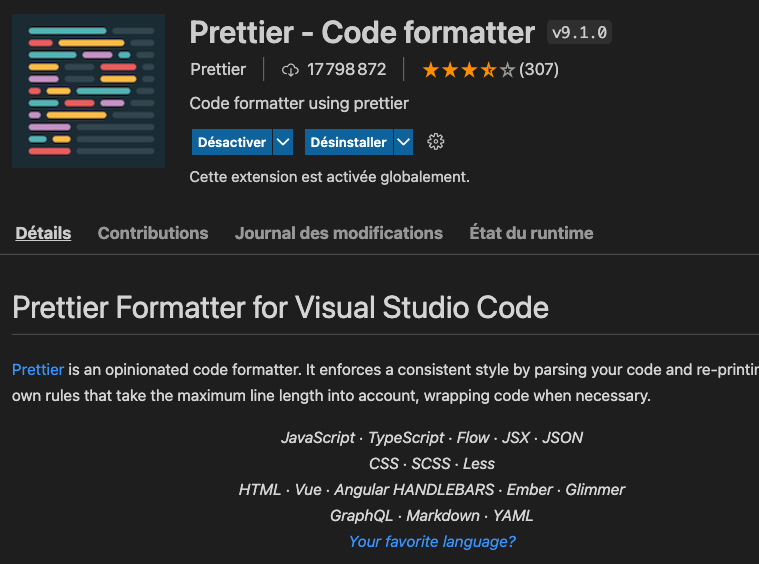 Prettier - Code formatter v9.1.0
Prettier 17 798 872 (307)
Code formatter using prettier
Désactiver Désinstaller
Cette extension est activée globalement.
Détails Contributions Journal des modifications État du runtime
Prettier Formatter for Visual Studio Code
Prettier is an opinionated code formatter. It enforces a consistent style by parsing your code and re-printin
own rules that take the maximum line length into account, wrapping code when necessary.
JavaScript · TypeScript · Flow · JSX · JSON
CSS · SCSS · Less
HTML · Vue · Angular HANDLEBARS · Ember · Glimmer
GraphQL · Markdown · YAML
Your favorite language?